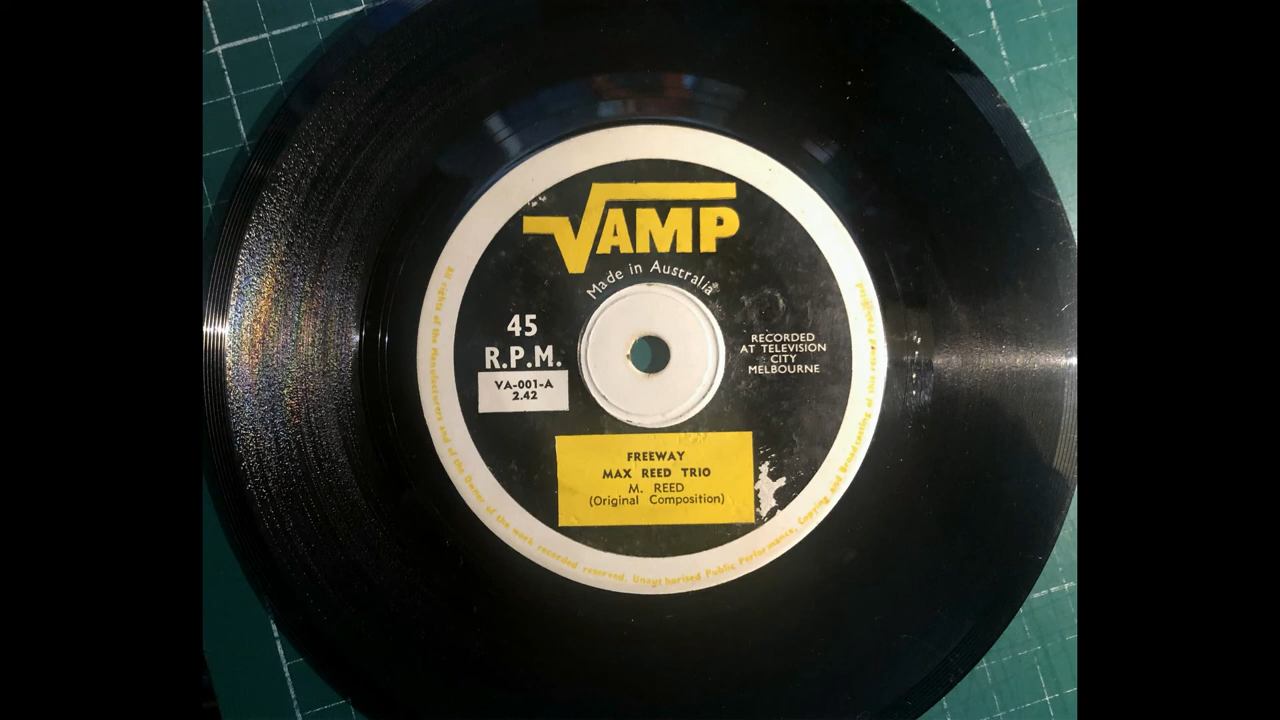 VAMP
Made in Australia
45
R.P.M.
VA-001-A
2.42
RECORDED
AT TELEVISION
CITY
MELBOURNE
FREEWAY
MAX REED TRIO
M. REED
(Original Composition)
All rights of the Manufacturers and of the Owner of the work recorded reserved. Unauthorised Public Performance, Copying and Broadcasting of this record Prohibited